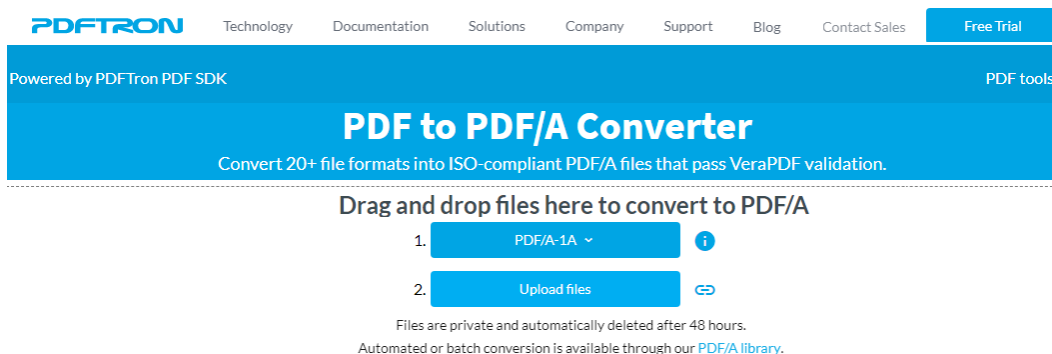 PDFTRON Technology Documentation Solutions Company Support Blog Contact Sales Free Trial
Powered by PDFTron PDF SDK PDF tools
PDF to PDF/A Converter
Convert 20+ file formats into ISO-compliant PDF/A files that pass VeraPDF validation.
Drag and drop files here to convert to PDF/A
1. PDF/A-1A
2. Upload files
Files are private and automatically deleted after 48 hours.
Automated or batch conversion is available through our PDF/A library.